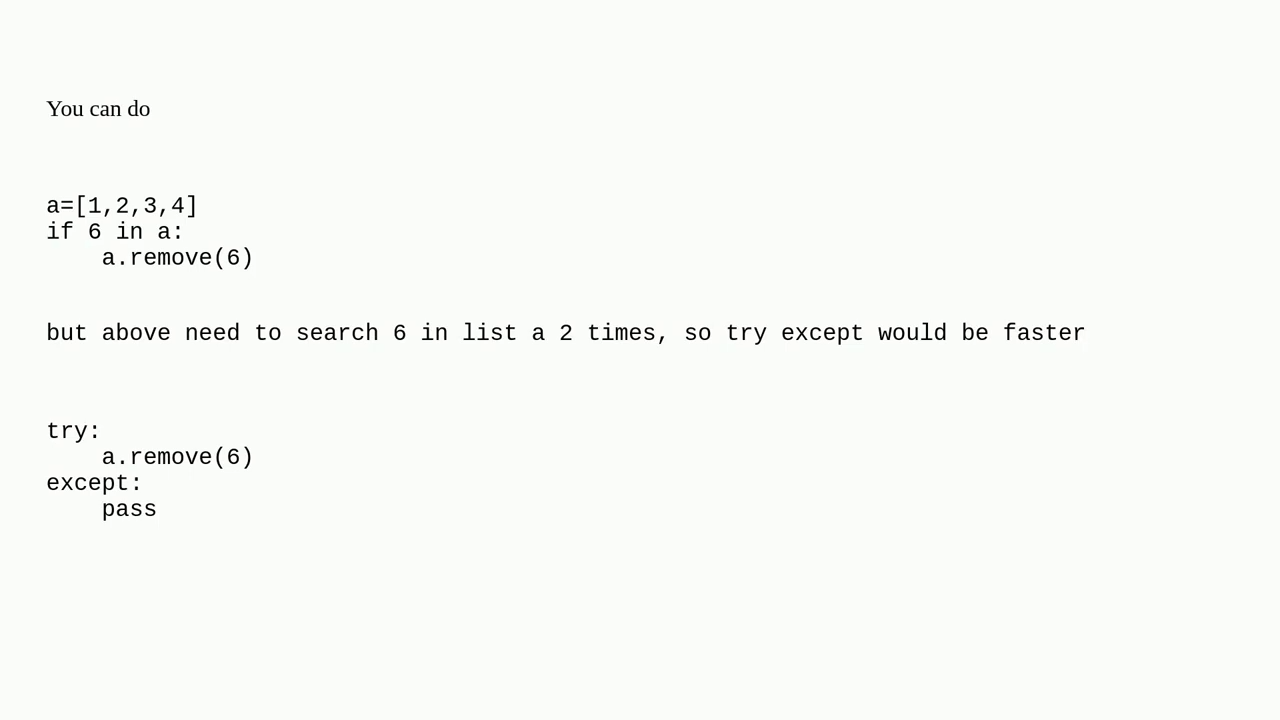 You can do
a=[1,2,3,4]
if 6 in a:
    a.remove(6)
but above need to search 6 in list a 2 times, so try except would be faster
try:
    a.remove(6)
except:
    pass